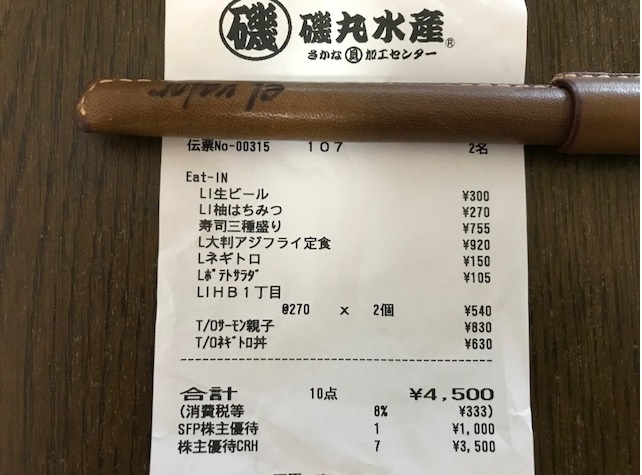 磯 磯丸水産®
さかな 貝 加工センター
el valor
伝票No-00315 107 2名
Eat-IN
LI生ビール ¥300
LI柚はちみつ ¥270
寿司三種盛り ¥755
L大判アジフライ定食 ¥920
Lネギトロ ¥150
Lﾎﾟﾃﾄｻﾗﾀﾞ ¥105
LIHB1丁目
@270 x 2個 ¥540
T/Oｻｰﾓﾝ親子 ¥830
T/Oﾈｷﾞﾄﾛ丼 ¥630
合計 10点 ¥4,500
(消費税等 8% ¥333)
SFP株主優待 1 ¥1,000
株主優待CRH 7 ¥3,500